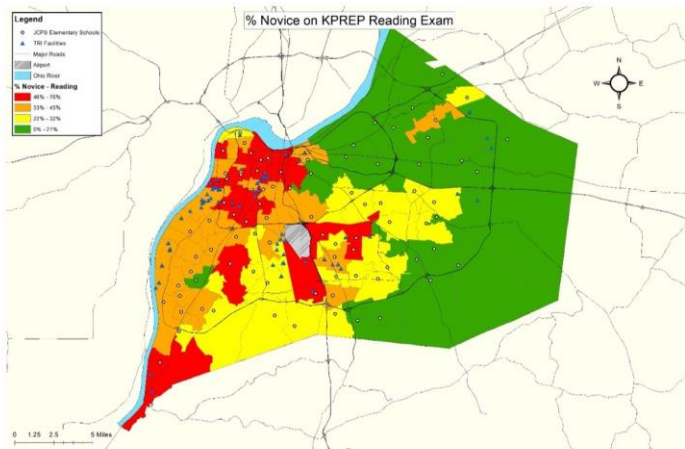 % Novice on KPREP Reading Exam
Legend
JCPS Elementary Schools
TRI Facilities
Major Roads
Airport
Ohio River
% Novice - Reading
46% - 70%
33% - 45%
22% - 32%
0% - 21%
N
W E
S
0 1.25 2.5 5 Miles